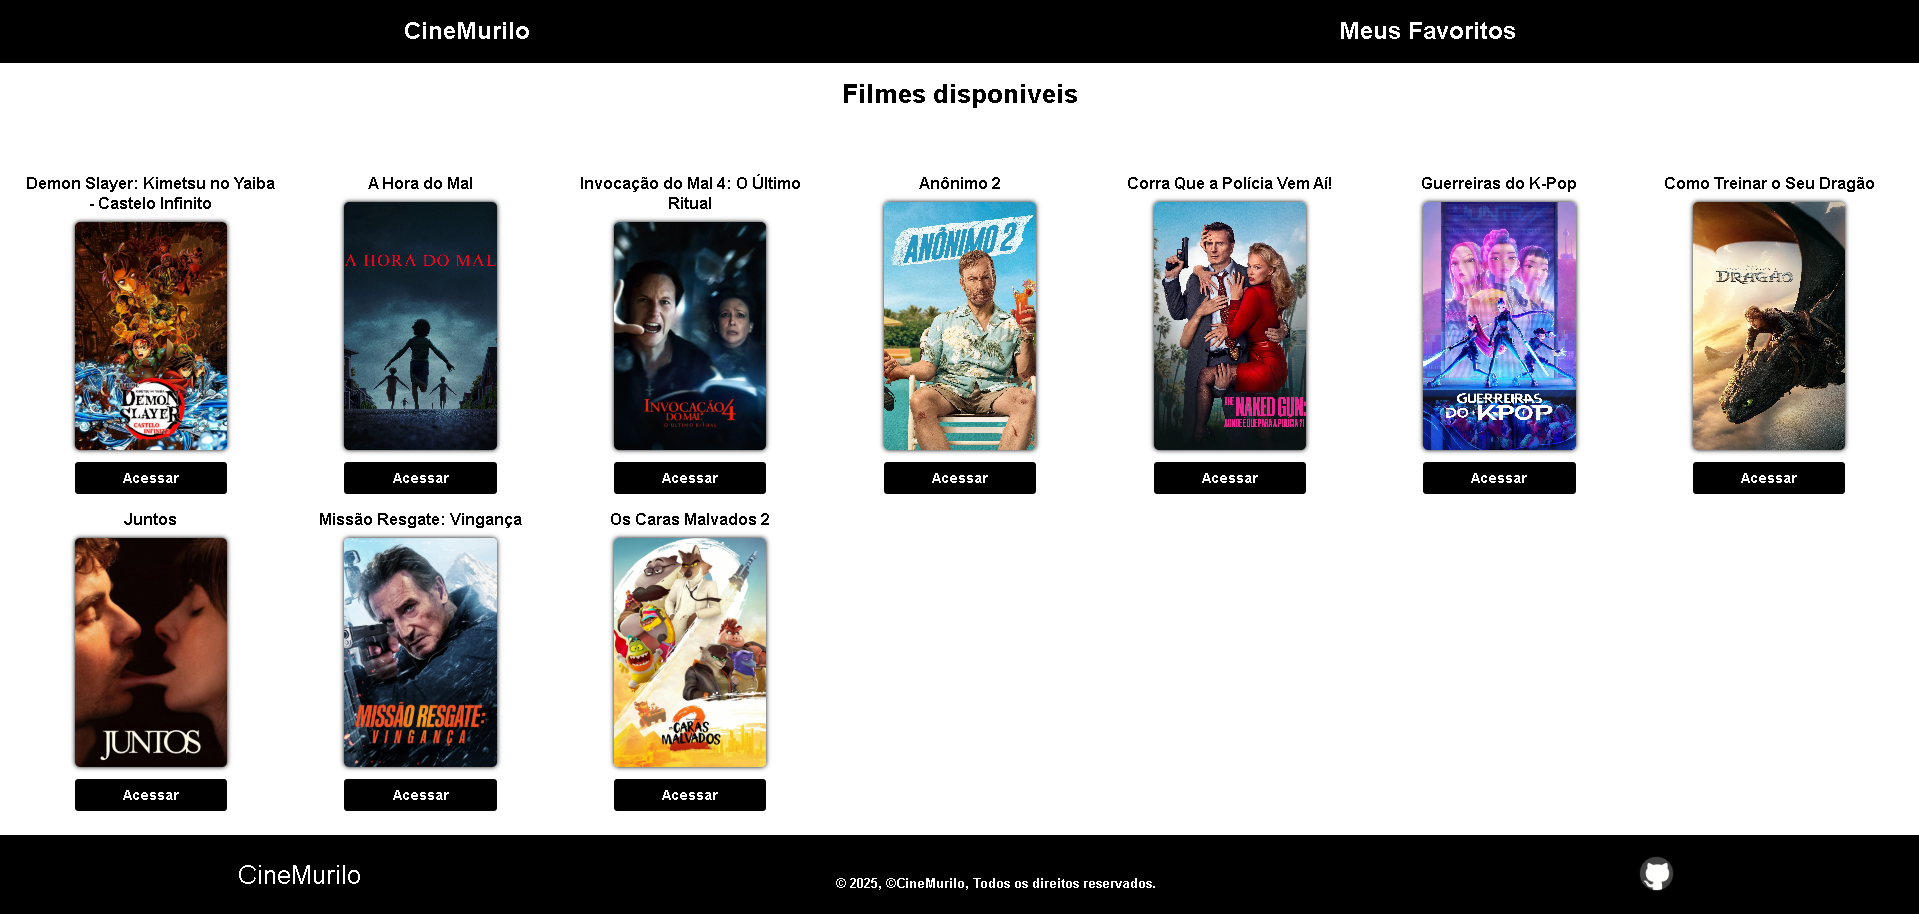 CineMurilo
Meus Favoritos
Filmes disponiveis
Demon Slayer: Kimetsu no Yaiba
- Castelo Infinito
A Hora do Mal
Invocação do Mal 4: O Último
Ritual
Anônimo 2
Corra Que a Polícia Vem Aí!
Guerreiras do K-Pop
Como Treinar o Seu Dragão
DEMON
SLAYER
CASTELO
INFINITO
A HORA DO MAL
INVOCAÇÃO
DO MAL 4
O ÚLTIMO RITUAL
ANÔNIMO 2
THE NAKED GUN:
GUERREIRAS
DO K-POP
DRAGÃO
Acessar
Acessar
Acessar
Acessar
Acessar
Acessar
Acessar
Juntos
Missão Resgate: Vingança
Os Caras Malvados 2
JUNTOS
MISSÃO RESGATE:
VINGANÇA
CARAS
MALVADOS
2
Acessar
Acessar
Acessar
CineMurilo
© 2025, ©CineMurilo, Todos os direitos reservados.